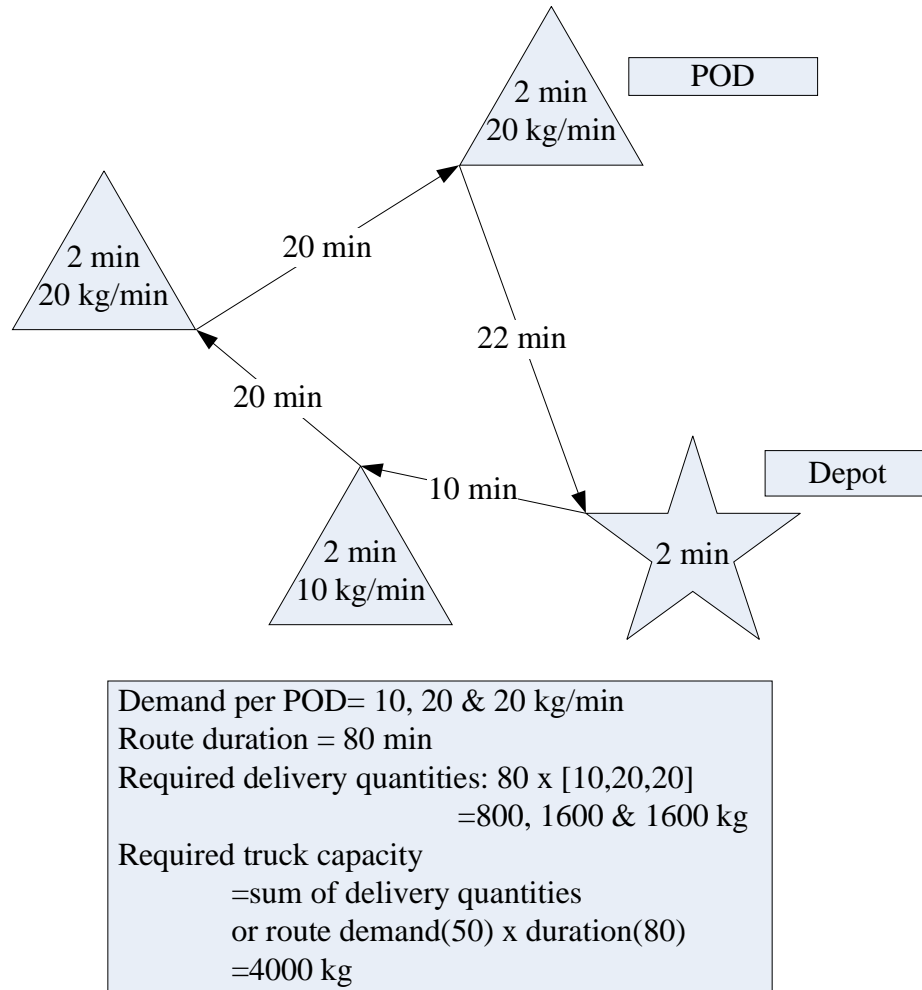 2 min
20 kg/min
POD
2 min
20 kg/min
20 min
22 min
20 min
10 min
Depot
2 min
10 kg/min
2 min
Demand per POD= 10, 20 & 20 kg/min
Route duration = 80 min
Required delivery quantities: 80 x [10,20,20]
=800, 1600 & 1600 kg
Required truck capacity
=sum of delivery quantities
or route demand(50) x duration(80)
=4000 kg